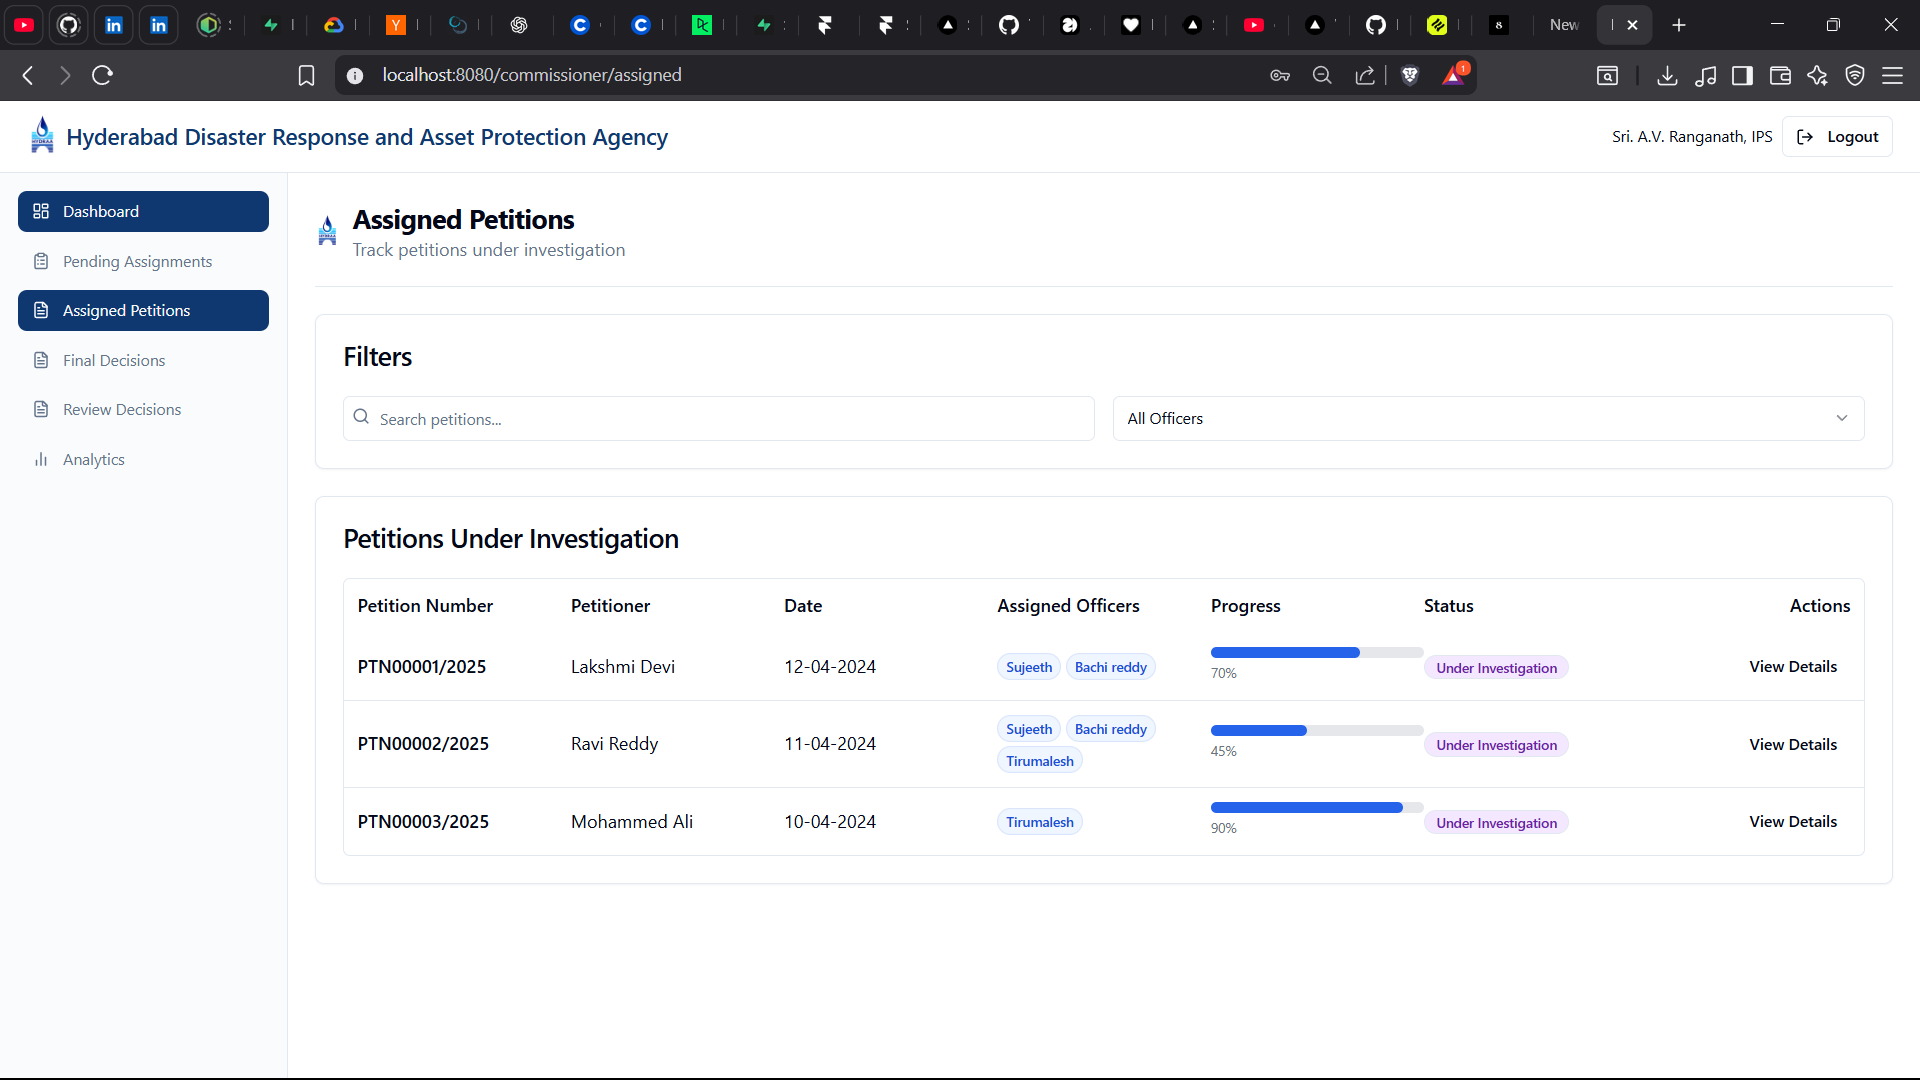 New
localhost:8080/commissioner/assigned
1
Hyderabad Disaster Response and Asset Protection Agency
Sri. A.V. Ranganath, IPS
Logout
Dashboard
Pending Assignments
Assigned Petitions
Final Decisions
Review Decisions
Analytics
Assigned Petitions
Track petitions under investigation
Filters
Search petitions...
All Officers
Petitions Under Investigation
Petition Number Petitioner Date Assigned Officers Progress Status Actions
PTN00001/2025 Lakshmi Devi 12-04-2024 Sujeeth Bachi reddy 70% Under Investigation View Details
PTN00002/2025 Ravi Reddy 11-04-2024 Sujeeth Bachi reddy Tirumalesh 45% Under Investigation View Details
PTN00003/2025 Mohammed Ali 10-04-2024 Tirumalesh 90% Under Investigation View Details